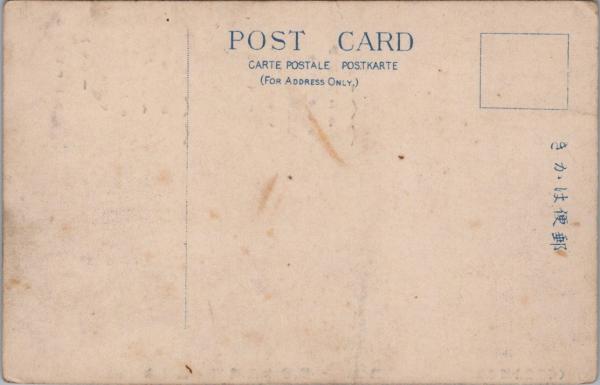 POST CARD
CARTE POSTALE POSTKARTE
(FOR ADDRESS ONLY,)
きかは便郵